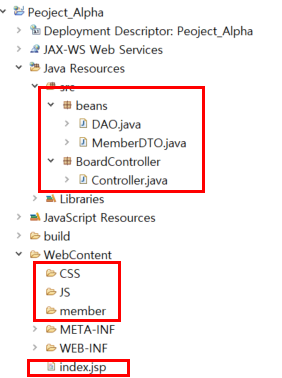 Peoject_Alpha
Deployment Descriptor: Peoject_Alpha
JAX-WS Web Services
Java Resources
src
beans
DAO.java
MemberDTO.java
BoardController
Controller.java
Libraries
JavaScript Resources
build
WebContent
CSS
JS
member
META-INF
WEB-INF
index.jsp